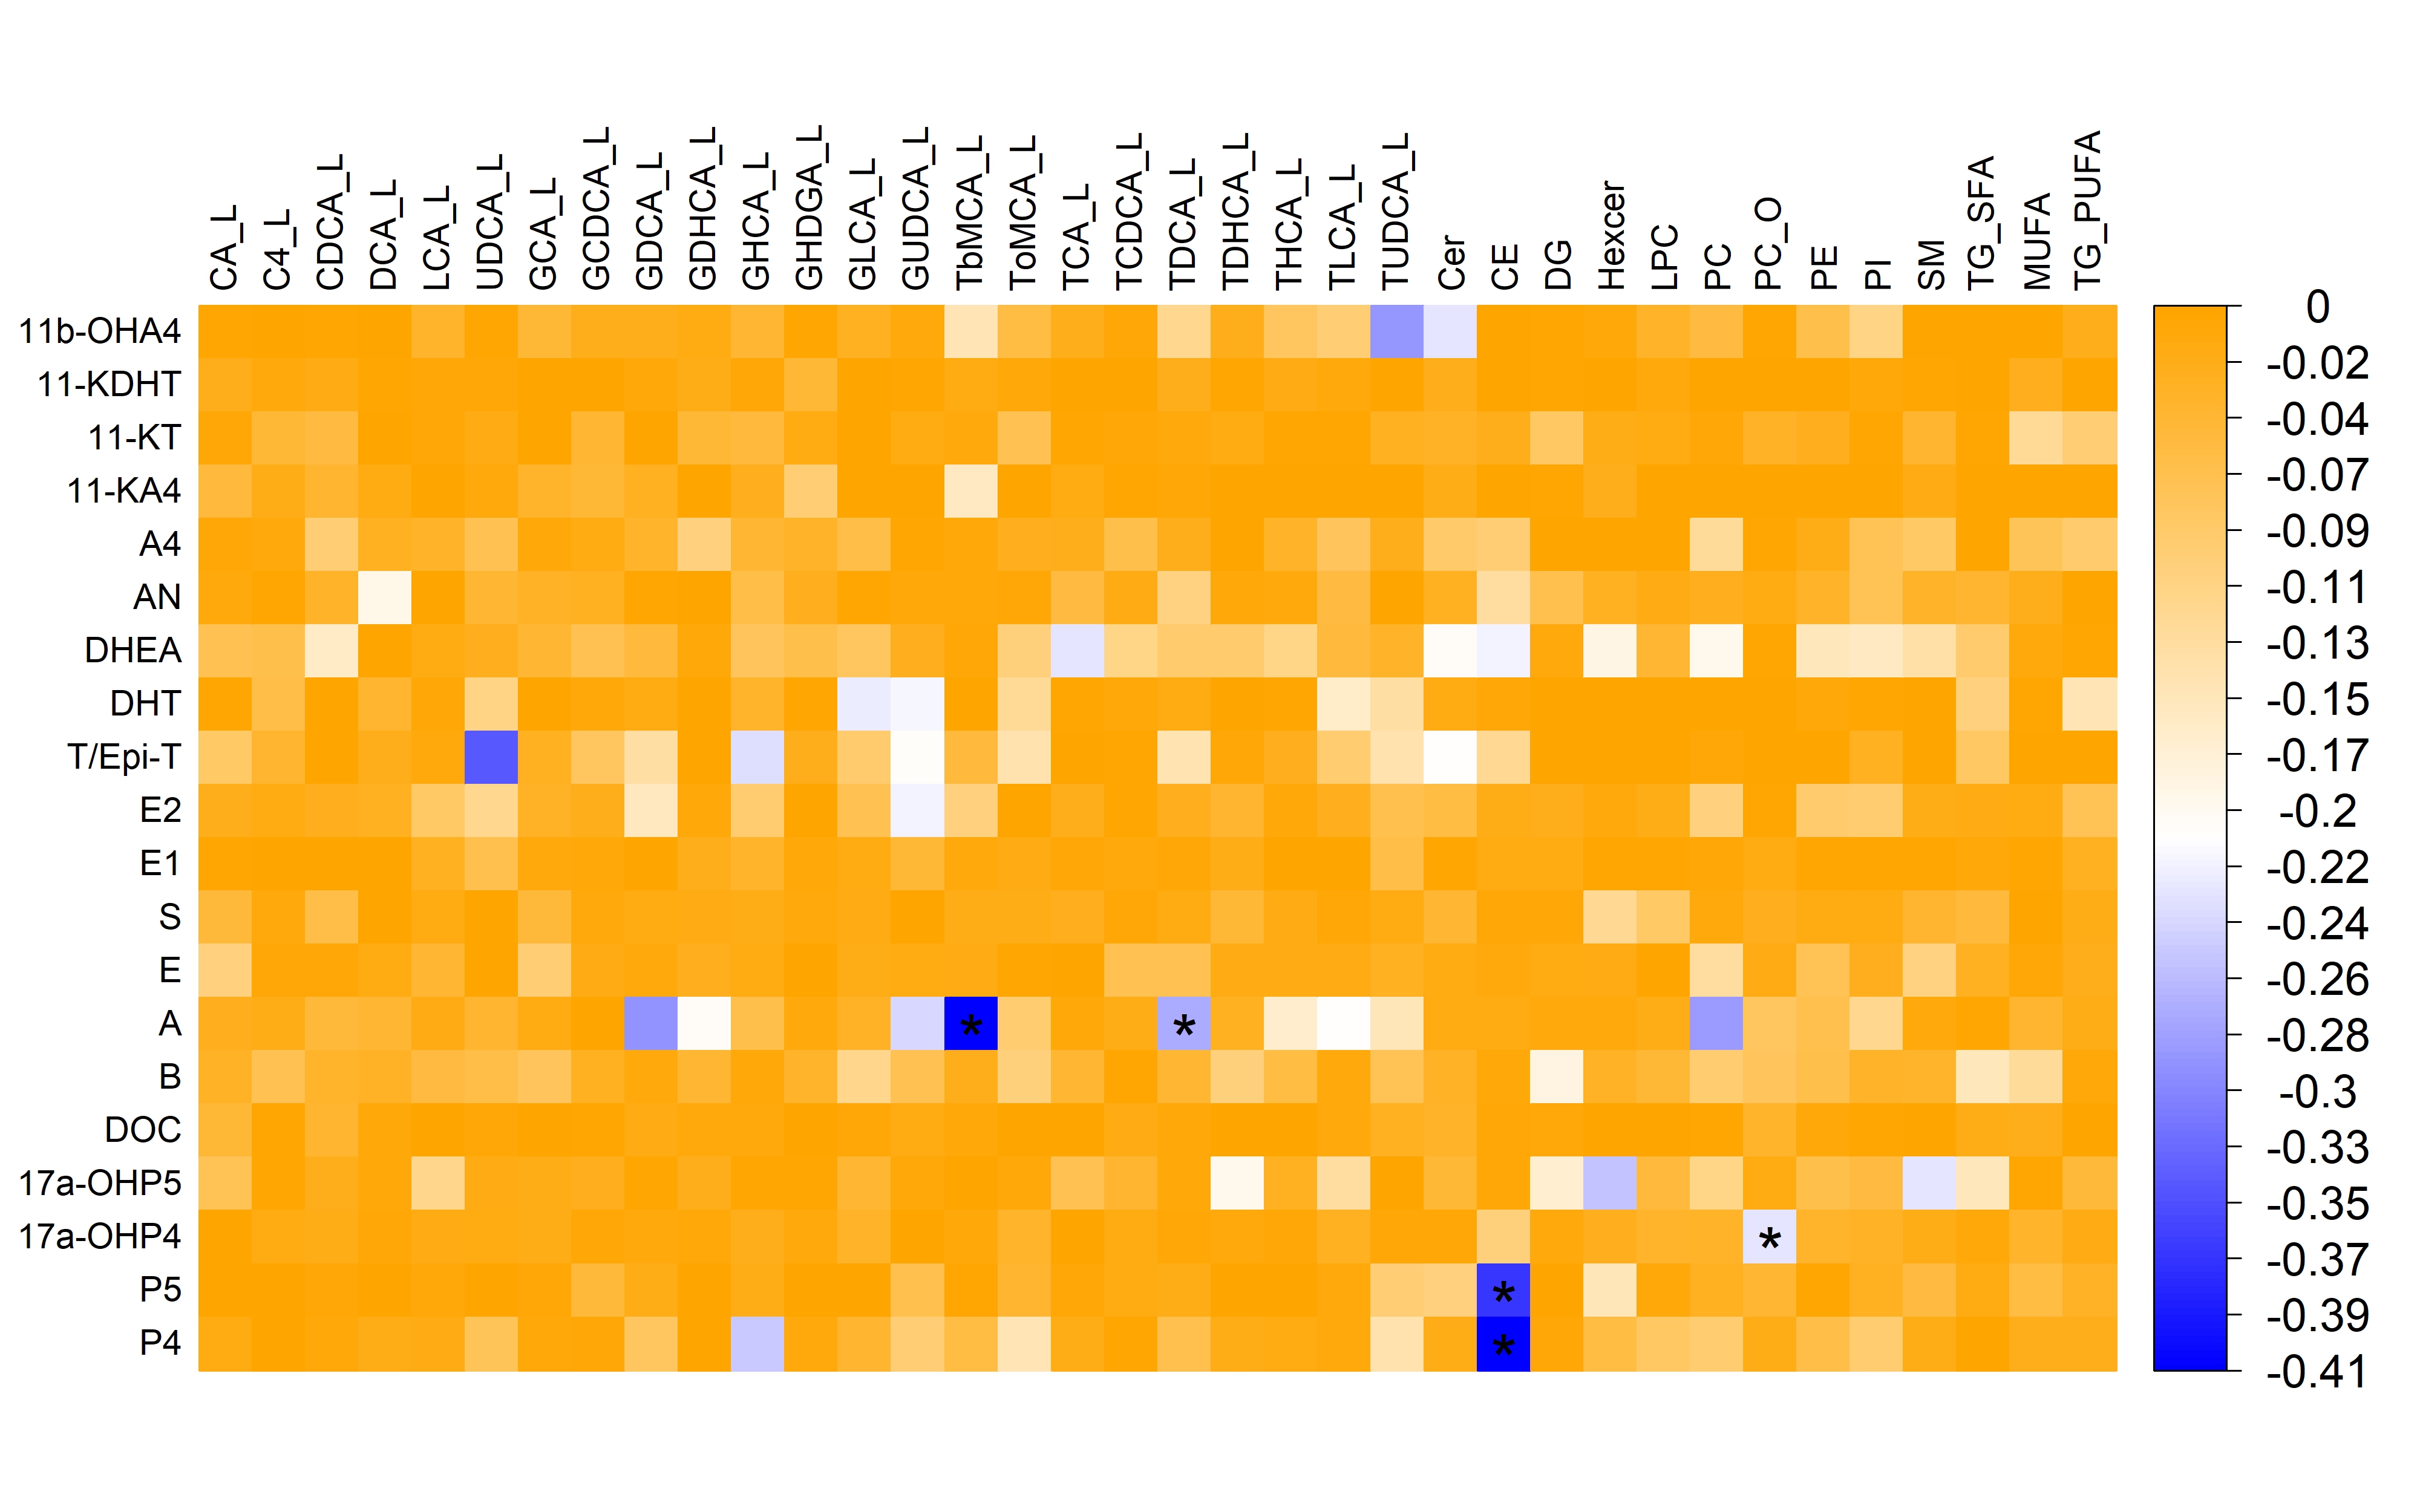 CA_L C4_L CDCA_L DCA_L LCA_L UDCA_L GCA_L GCDCA_L GDCA_L GDHCA_L GHCA_L GHDGA_L GLCA_L GUDCA_L TbMCA_L ToMCA_L TCA_L TCDCA_L TDCA_L TDHCA_L THCA_L TLCA_L TUDCA_L Cer CE DG Hexcer LPC PC PC_O PE PI SM TG_SFA MUFA TG_PUFA
11b-OHA4
11-KDHT
11-KT
11-KA4
A4
AN
DHEA
DHT
T/Epi-T
E2
E1
S
E
A * *
B
DOC
17a-OHP5
17a-OHP4 *
P5 *
P4 *
0
-0.02
-0.04
-0.07
-0.09
-0.11
-0.13
-0.15
-0.17
-0.2
-0.22
-0.24
-0.26
-0.28
-0.3
-0.33
-0.35
-0.37
-0.39
-0.41